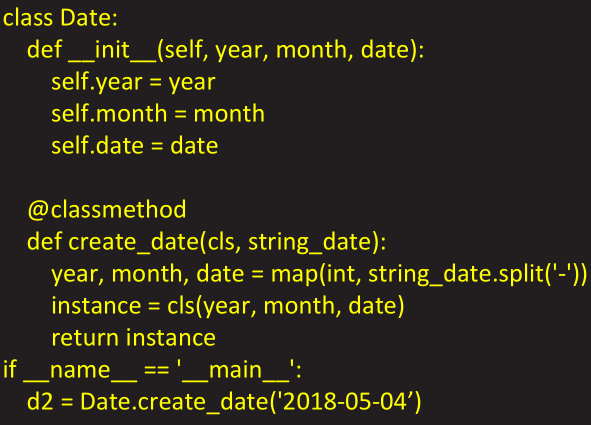 class Date:
    def __init__(self, year, month, date):
        self.year = year
        self.month = month
        self.date = date

    @classmethod
    def create_date(cls, string_date):
        year, month, date = map(int, string_date.split('-'))
        instance = cls(year, month, date)
        return instance
if __name__ == '__main__':
    d2 = Date.create_date('2018-05-04’)